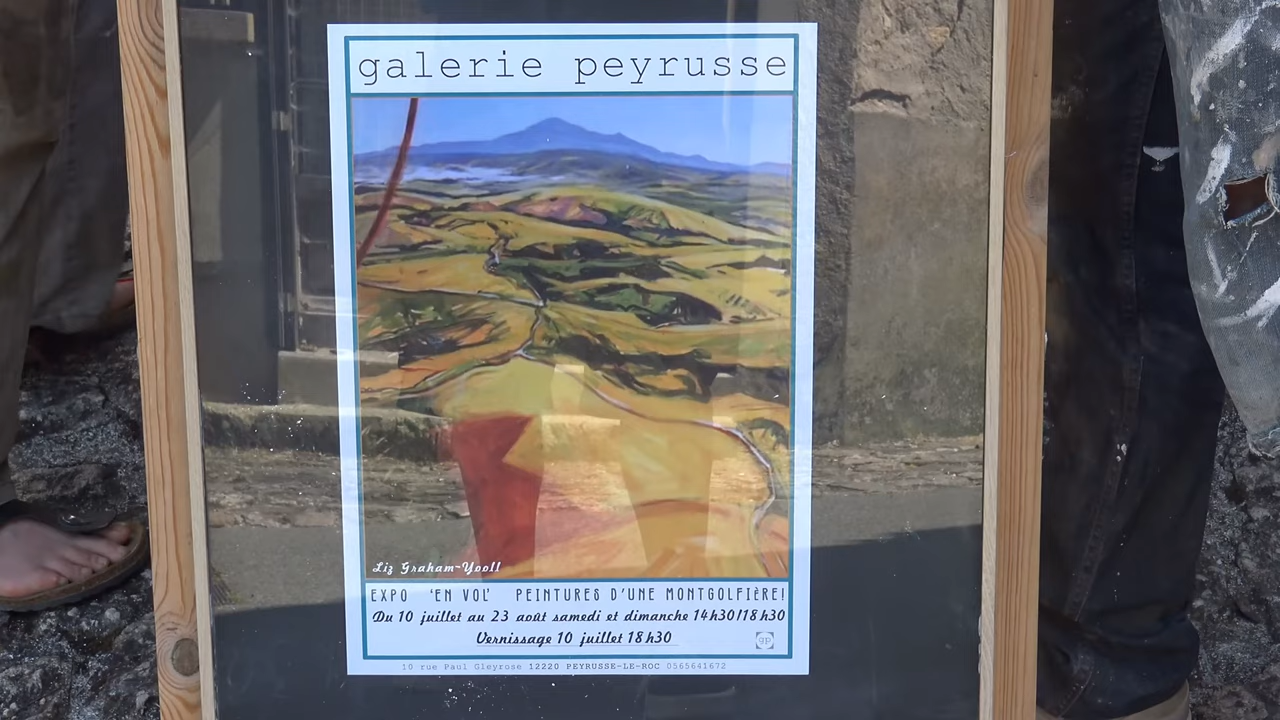 galerie peyrusse
Liz Graham-Yooll
EXPO 'EN VOL' PEINTURES D'UNE MONTGOLFIÈRE!
Du 10 juillet au 23 août samedi et dimanche 14h30/18h30
Vernissage 10 juillet 18h30
gp
10 rue Paul Gleyrose 12220 PEYRUSSE-LE-ROC 0565641672